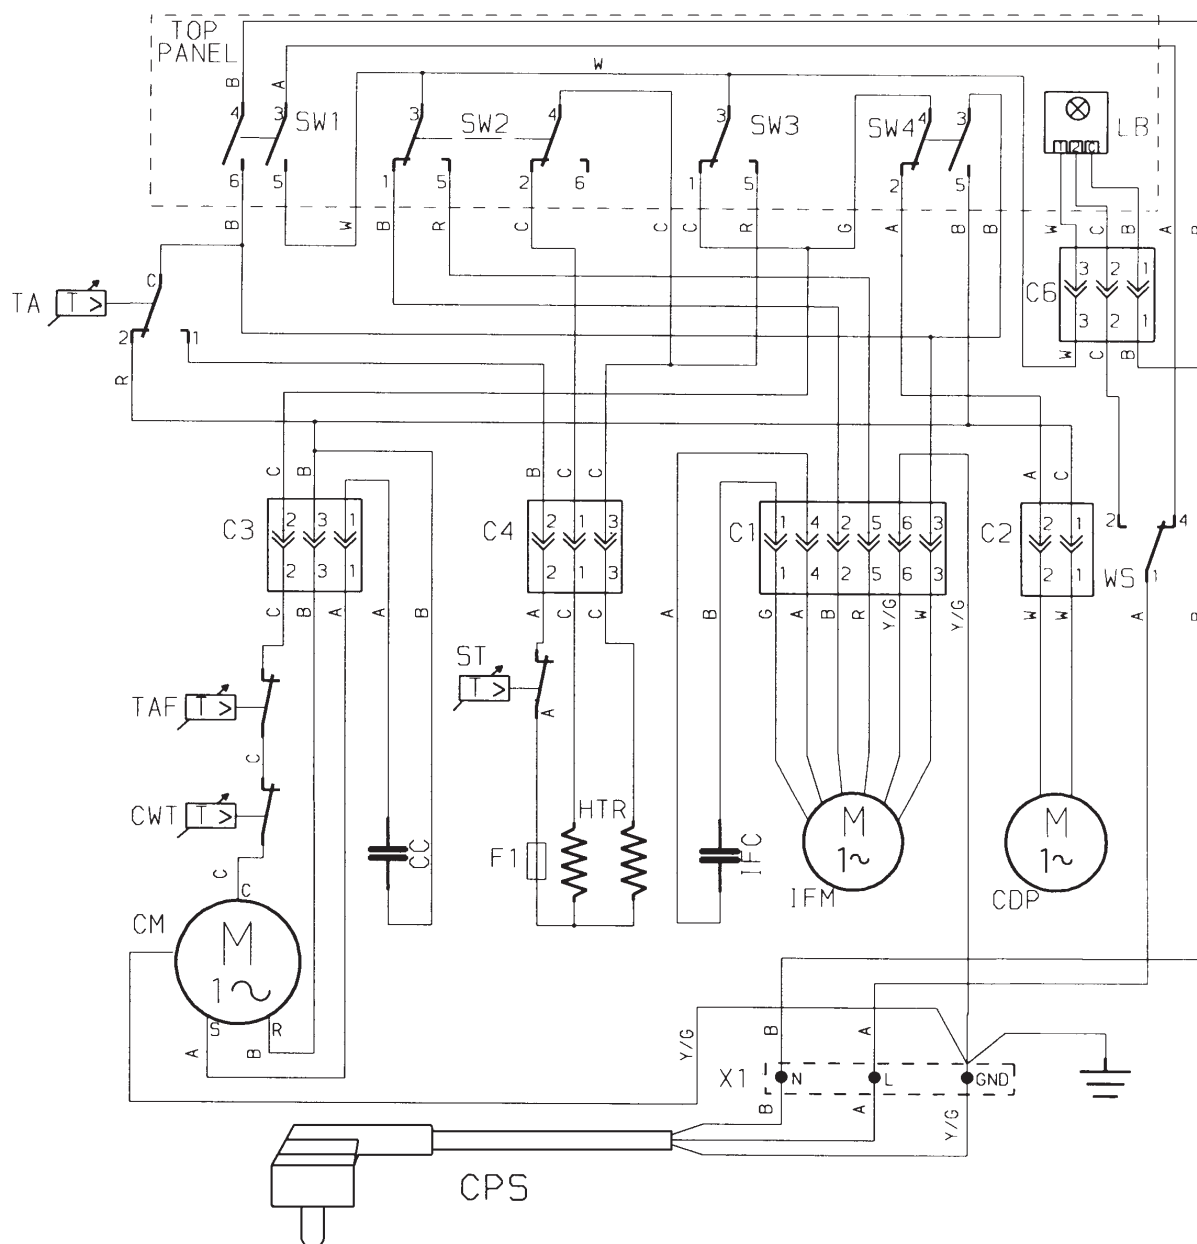 TOP
PANEL
W
B A
4 3 SW1 3 SW2 4 3 SW3 SW4 4 3 LB
1 2 C
6 5 1 5 2 6 1 5 2 5
B W B R C C C R G A B B W C B A B
C
TA T >
2 1
3 2 1
C6
3 2 1
W C B
R
C B B C C A C
C3 2 3 1
2 3 1
C4 2 1 3
2 1 3
C1 1 4 2 5 6 3
1 4 2 5 6 3
C2 2 1
2 1
2 4
WS 1
C B A A B A C C A B G A B R Y/G W Y/G W W A B
ST T >
A
TAF T >
C
CWT T >
C
C
CC
F1 HTR
IFC
M
1~
IFM
M
1~
CDP
CM
M
1~
S R
A B
Y/G B A
X1 N L GND
B A Y/G
CPS